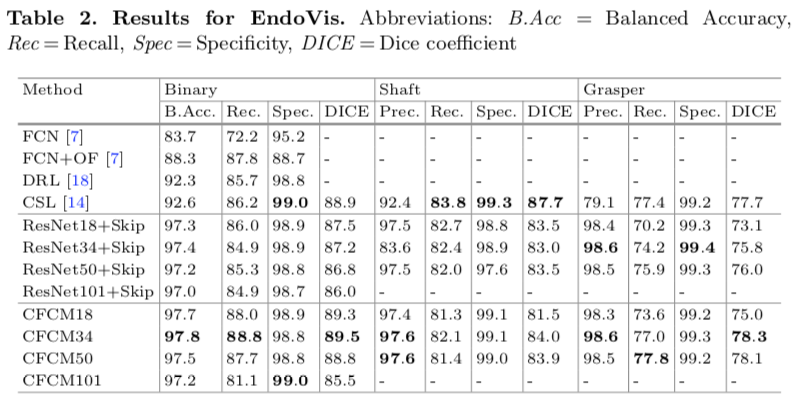 Table 2. Results for EndoVis. Abbreviations: B.Acc = Balanced Accuracy,
Rec = Recall, Spec = Specificity, DICE = Dice coefficient
Method Binary Shaft Grasper
B.Acc. Rec. Spec. DICE Prec. Rec. Spec. DICE Prec. Rec. Spec. DICE
FCN [7] 83.7 72.2 95.2 - - - - - - - - -
FCN+OF [7] 88.3 87.8 88.7 - - - - - - - - -
DRL [18] 92.3 85.7 98.8 - - - - - - - - -
CSL [14] 92.6 86.2 99.0 88.9 92.4 83.8 99.3 87.7 79.1 77.4 99.2 77.7
ResNet18+Skip 97.3 86.0 98.9 87.5 97.5 82.7 98.8 83.5 98.4 70.2 99.3 73.1
ResNet34+Skip 97.4 84.9 98.9 87.2 83.6 82.4 98.9 83.0 98.6 74.2 99.4 75.8
ResNet50+Skip 97.2 85.3 98.8 86.8 97.5 82.0 97.6 83.5 98.5 75.9 99.3 76.0
ResNet101+Skip 97.0 84.9 98.7 86.0 - - - - - - - -
CFCM18 97.7 88.0 98.9 89.3 97.4 81.3 99.1 81.5 98.3 73.6 99.2 75.0
CFCM34 97.8 88.8 98.8 89.5 97.6 82.1 99.1 84.0 98.6 77.0 99.3 78.3
CFCM50 97.5 87.7 98.8 88.8 97.6 81.4 99.0 83.9 98.5 77.8 99.2 78.1
CFCM101 97.2 81.1 99.0 85.5 - - - - - - - -